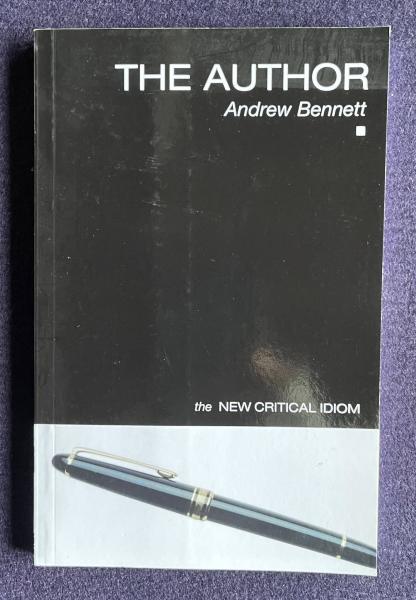 THE AUTHOR
Andrew Bennett
the NEW CRITICAL IDIOM